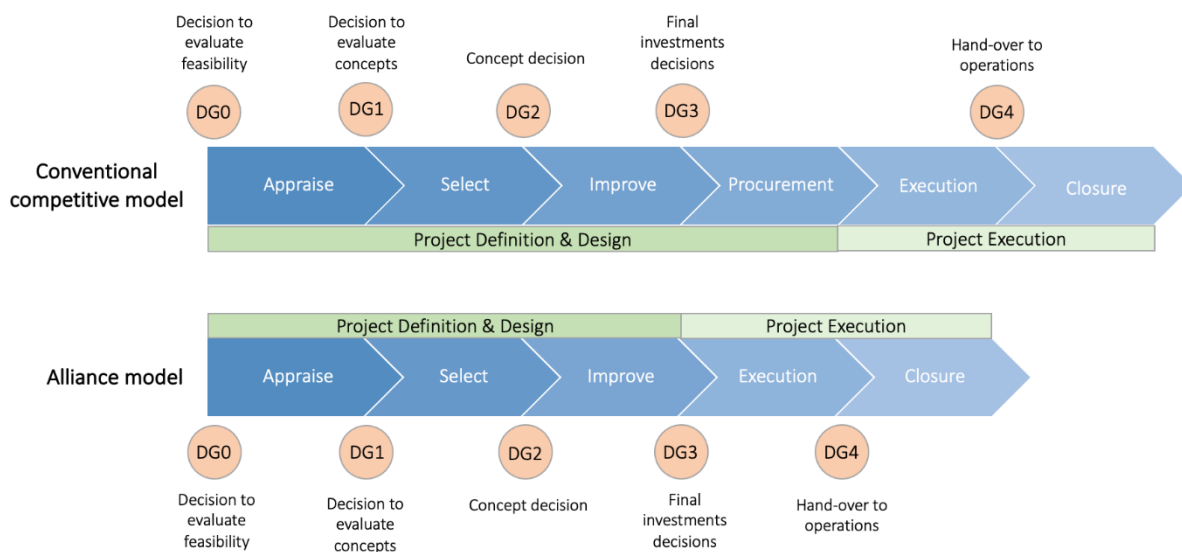 Decision to
evaluate
feasibility
Decision to
evaluate
concepts
Concept decision
Final
investments
decisions
Hand-over to
operations
DG0
DG1
DG2
DG3
DG4
Conventional
competitive model
Appraise
Select
Improve
Procurement
Execution
Closure
Project Definition & Design
Project Execution
Project Definition & Design
Project Execution
Alliance model
Appraise
Select
Improve
Execution
Closure
DG0
DG1
DG2
DG3
DG4
Decision to
evaluate
feasibility
Decision to
evaluate
concepts
Concept decision
Final
investments
decisions
Hand-over to
operations